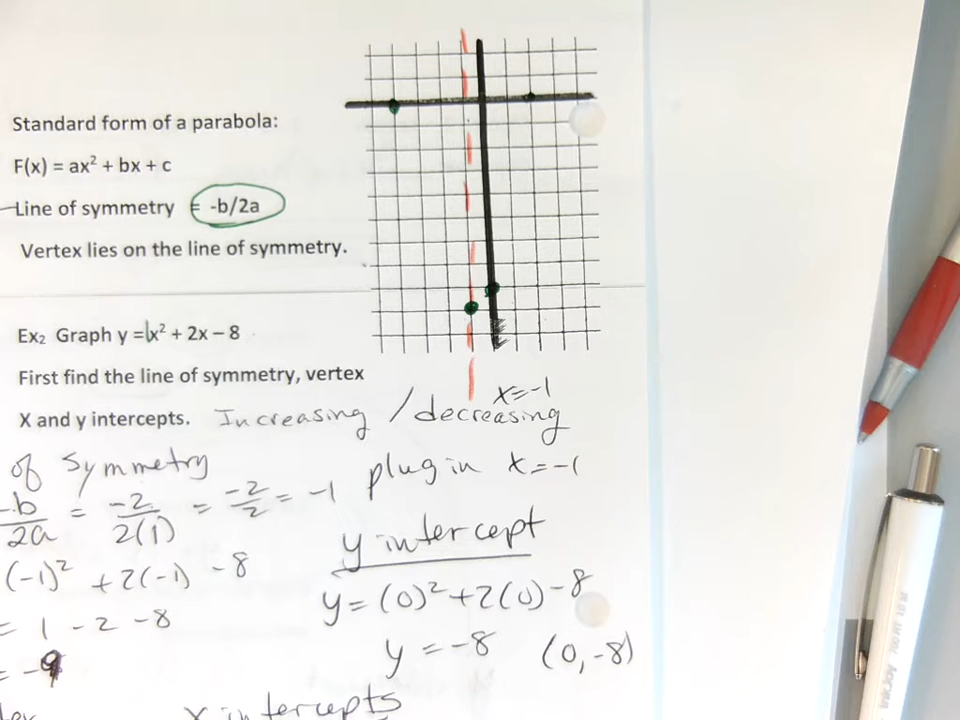 Standard form of a parabola:
F(x) = ax² + bx + c
Line of symmetry = -b/2a
Vertex lies on the line of symmetry.
Ex₂ Graph y = 1x² + 2x – 8
First find the line of symmetry, vertex
x = -1
X and y intercepts. Increasing / decreasing
of Symmetry
plug in x = -1
-b/2a = -2/2(1) = -2/2 = -1
y intercept
(-1)² + 2(-1) - 8
y = (0)² + 2(0) - 8
= 1 - 2 - 8
y = -8 (0, -8)
= -9
x intercepts